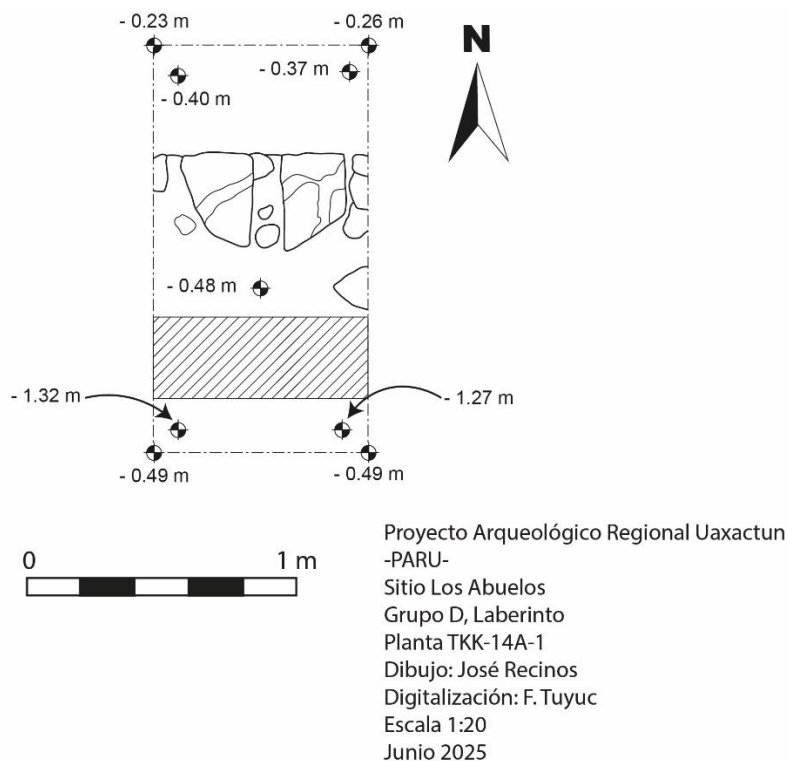 - 0.23 m
- 0.26 m
N
- 0.37 m
- 0.40 m
- 0.48 m
- 1.32 m
- 1.27 m
- 0.49 m
- 0.49 m
0
1 m
Proyecto Arqueológico Regional Uaxactun
-PARU-
Sitio Los Abuelos
Grupo D, Laberinto
Planta TKK-14A-1
Dibujo: José Recinos
Digitalización: F. Tuyuc
Escala 1:20
Junio 2025